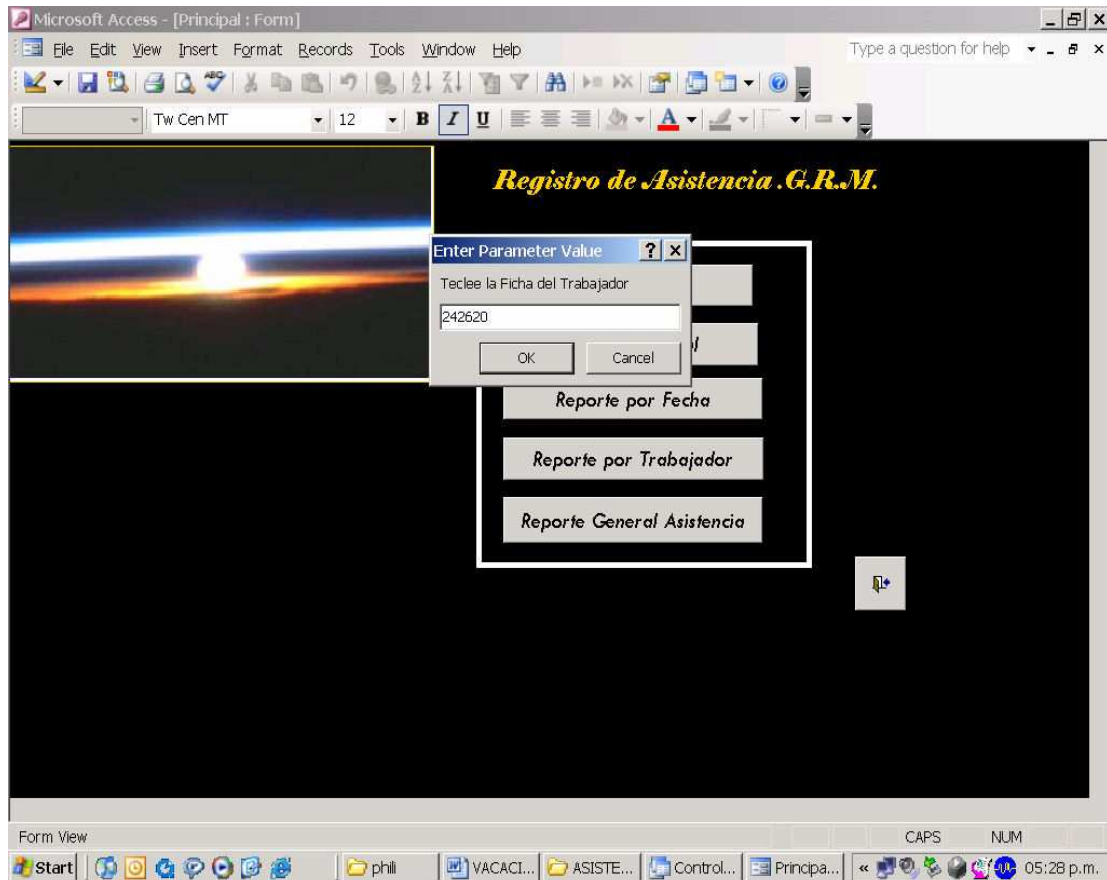 Microsoft Access - [Principal : Form]
File Edit View Insert Format Records Tools Window Help
Type a question for help
Tw Cen MT 12 B I U A
Registro de Asistencia .G.R.M.
Enter Parameter Value
Teclee la Ficha del Trabajador
242620
OK Cancel
Reporte por Fecha
Reporte por Trabajador
Reporte General Asistencia
Form View CAPS NUM
Start phili VACACI... ASISTE... Control... Principa... « 05:28 p.m.